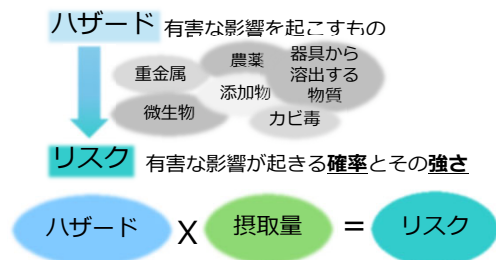 ハザード 有害な影響を起こすもの
重金属
農薬
器具から
溶出する
物質
添加物
微生物
カビ毒
リスク 有害な影響が起きる確率とその強さ
ハザード X 摂取量 = リスク